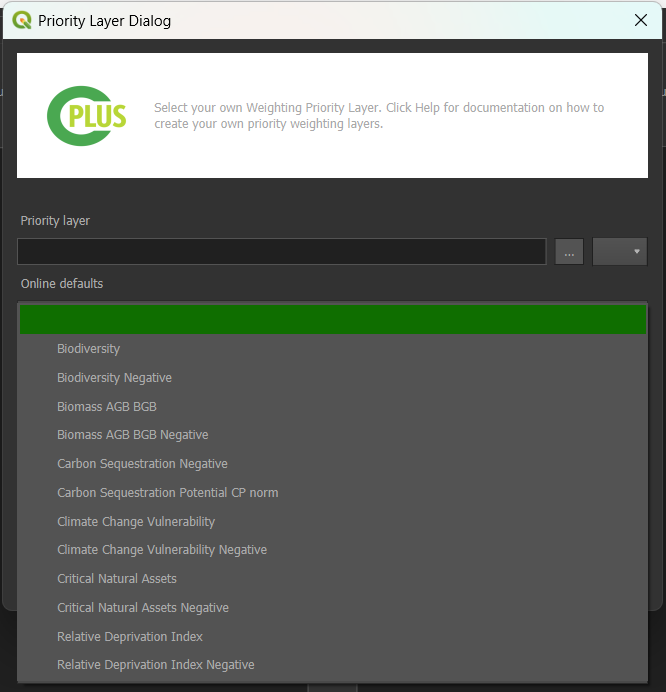 Priority Layer Dialog
PLUS
Select your own Weighting Priority Layer. Click Help for documentation on how to
create your own priority weighting layers.
Priority layer
...
Online defaults
Biodiversity
Biodiversity Negative
Biomass AGB BGB
Biomass AGB BGB Negative
Carbon Sequestration Negative
Carbon Sequestration Potential CP norm
Climate Change Vulnerability
Climate Change Vulnerability Negative
Critical Natural Assets
Critical Natural Assets Negative
Relative Deprivation Index
Relative Deprivation Index Negative